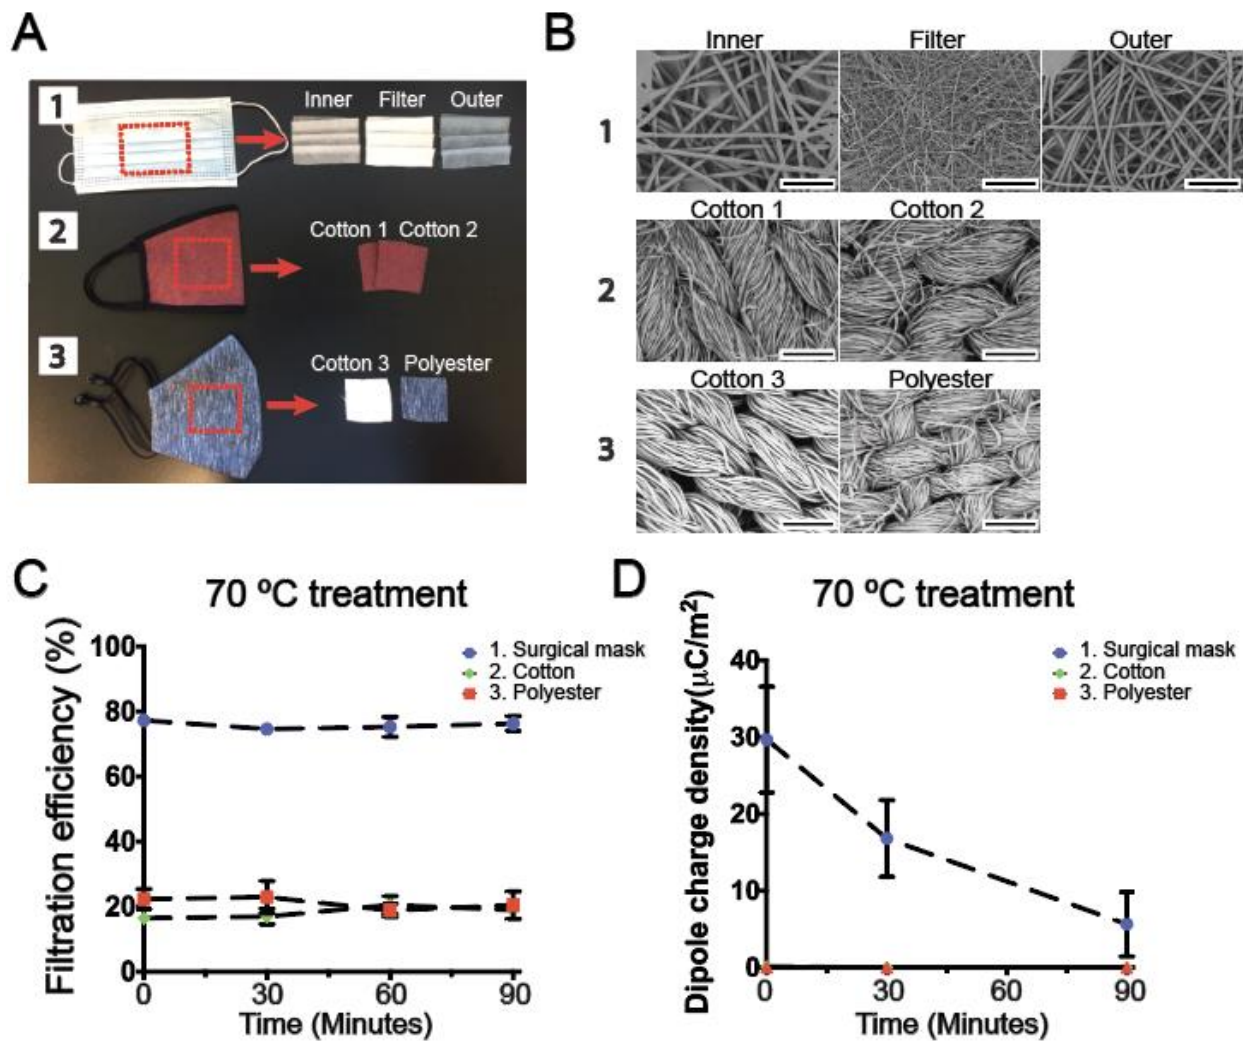 A
1
Inner Filter Outer
2
Cotton 1 Cotton 2
3
Cotton 3 Polyester
B
Inner Filter Outer
1
Cotton 1 Cotton 2
2
Cotton 3 Polyester
3
C
70 ºC treatment
Filtration efficiency (%)
100
80
60
40
20
0
0 30 60 90
Time (Minutes)
1. Surgical mask
2. Cotton
3. Polyester
D
70 ºC treatment
Dipole charge density(µC/m²)
40
30
20
10
0
0 30 60 90
Time (Minutes)
1. Surgical mask
2. Cotton
3. Polyester